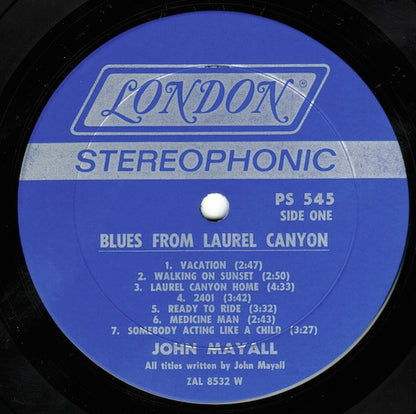 LONDON®
STEREOPHONIC
PS 545
SIDE ONE
BLUES FROM LAUREL CANYON
1. VACATION (2:47)
2. WALKING ON SUNSET (2:50)
3. LAUREL CANYON HOME (4:33)
4. 2401 (3:42)
5. READY TO RIDE (3:32)
6. MEDICINE MAN (2:43)
7. SOMEBODY ACTING LIKE A CHILD (3:27)
JOHN MAYALL
All titles written by John Mayall
ZAL 8532 W